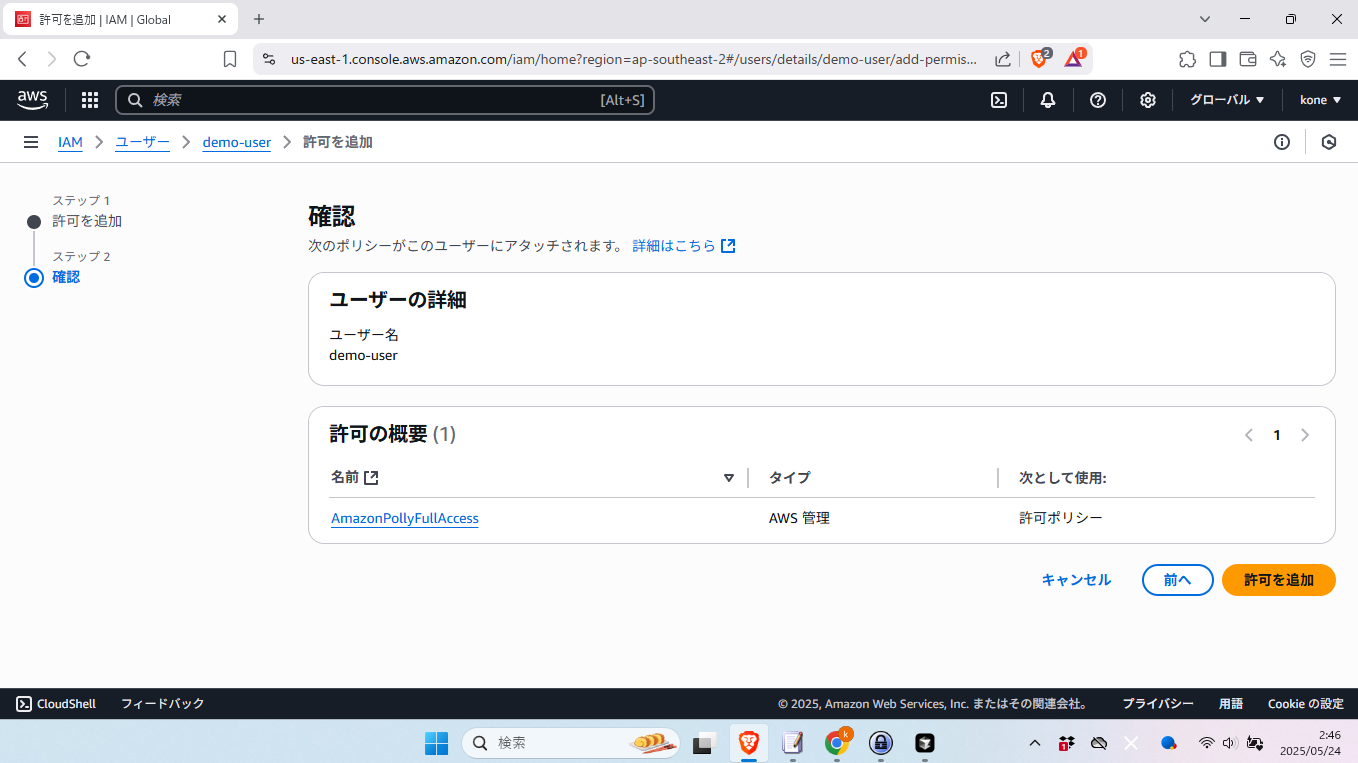 許可を追加 | IAM | Global
us-east-1.console.aws.amazon.com/iam/home?region=ap-southeast-2#/users/details/demo-user/add-permis...
2
1
aws
検索
[Alt+S]
グローバル
kone
IAM
ユーザー
demo-user
許可を追加
ステップ 1
許可を追加
ステップ 2
確認
確認
次のポリシーがこのユーザーにアタッチされます。 詳細はこちら
ユーザーの詳細
ユーザー名
demo-user
許可の概要 (1)
1
名前
タイプ
次として使用:
AmazonPollyFullAccess
AWS 管理
許可ポリシー
キャンセル
前へ
許可を追加
CloudShell
フィードバック
© 2025, Amazon Web Services, Inc. またはその関連会社。
プライバシー
用語
Cookie の設定
検索
k
1
2:46
2025/05/24